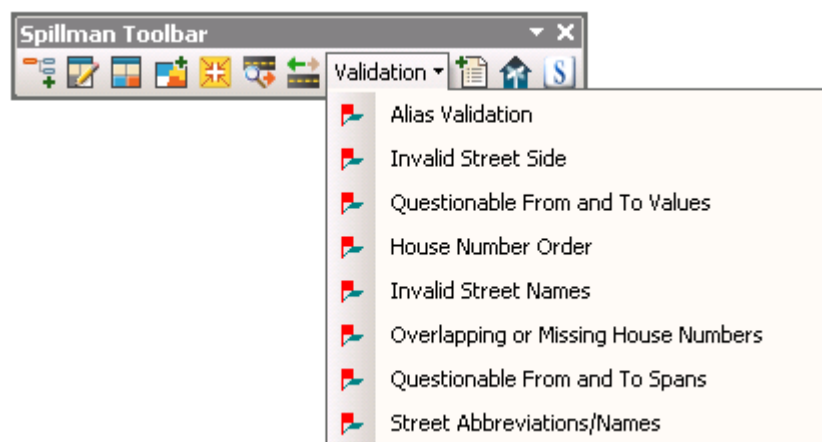 Spillman Toolbar
Validation
S
Alias Validation
Invalid Street Side
Questionable From and To Values
House Number Order
Invalid Street Names
Overlapping or Missing House Numbers
Questionable From and To Spans
Street Abbreviations/Names